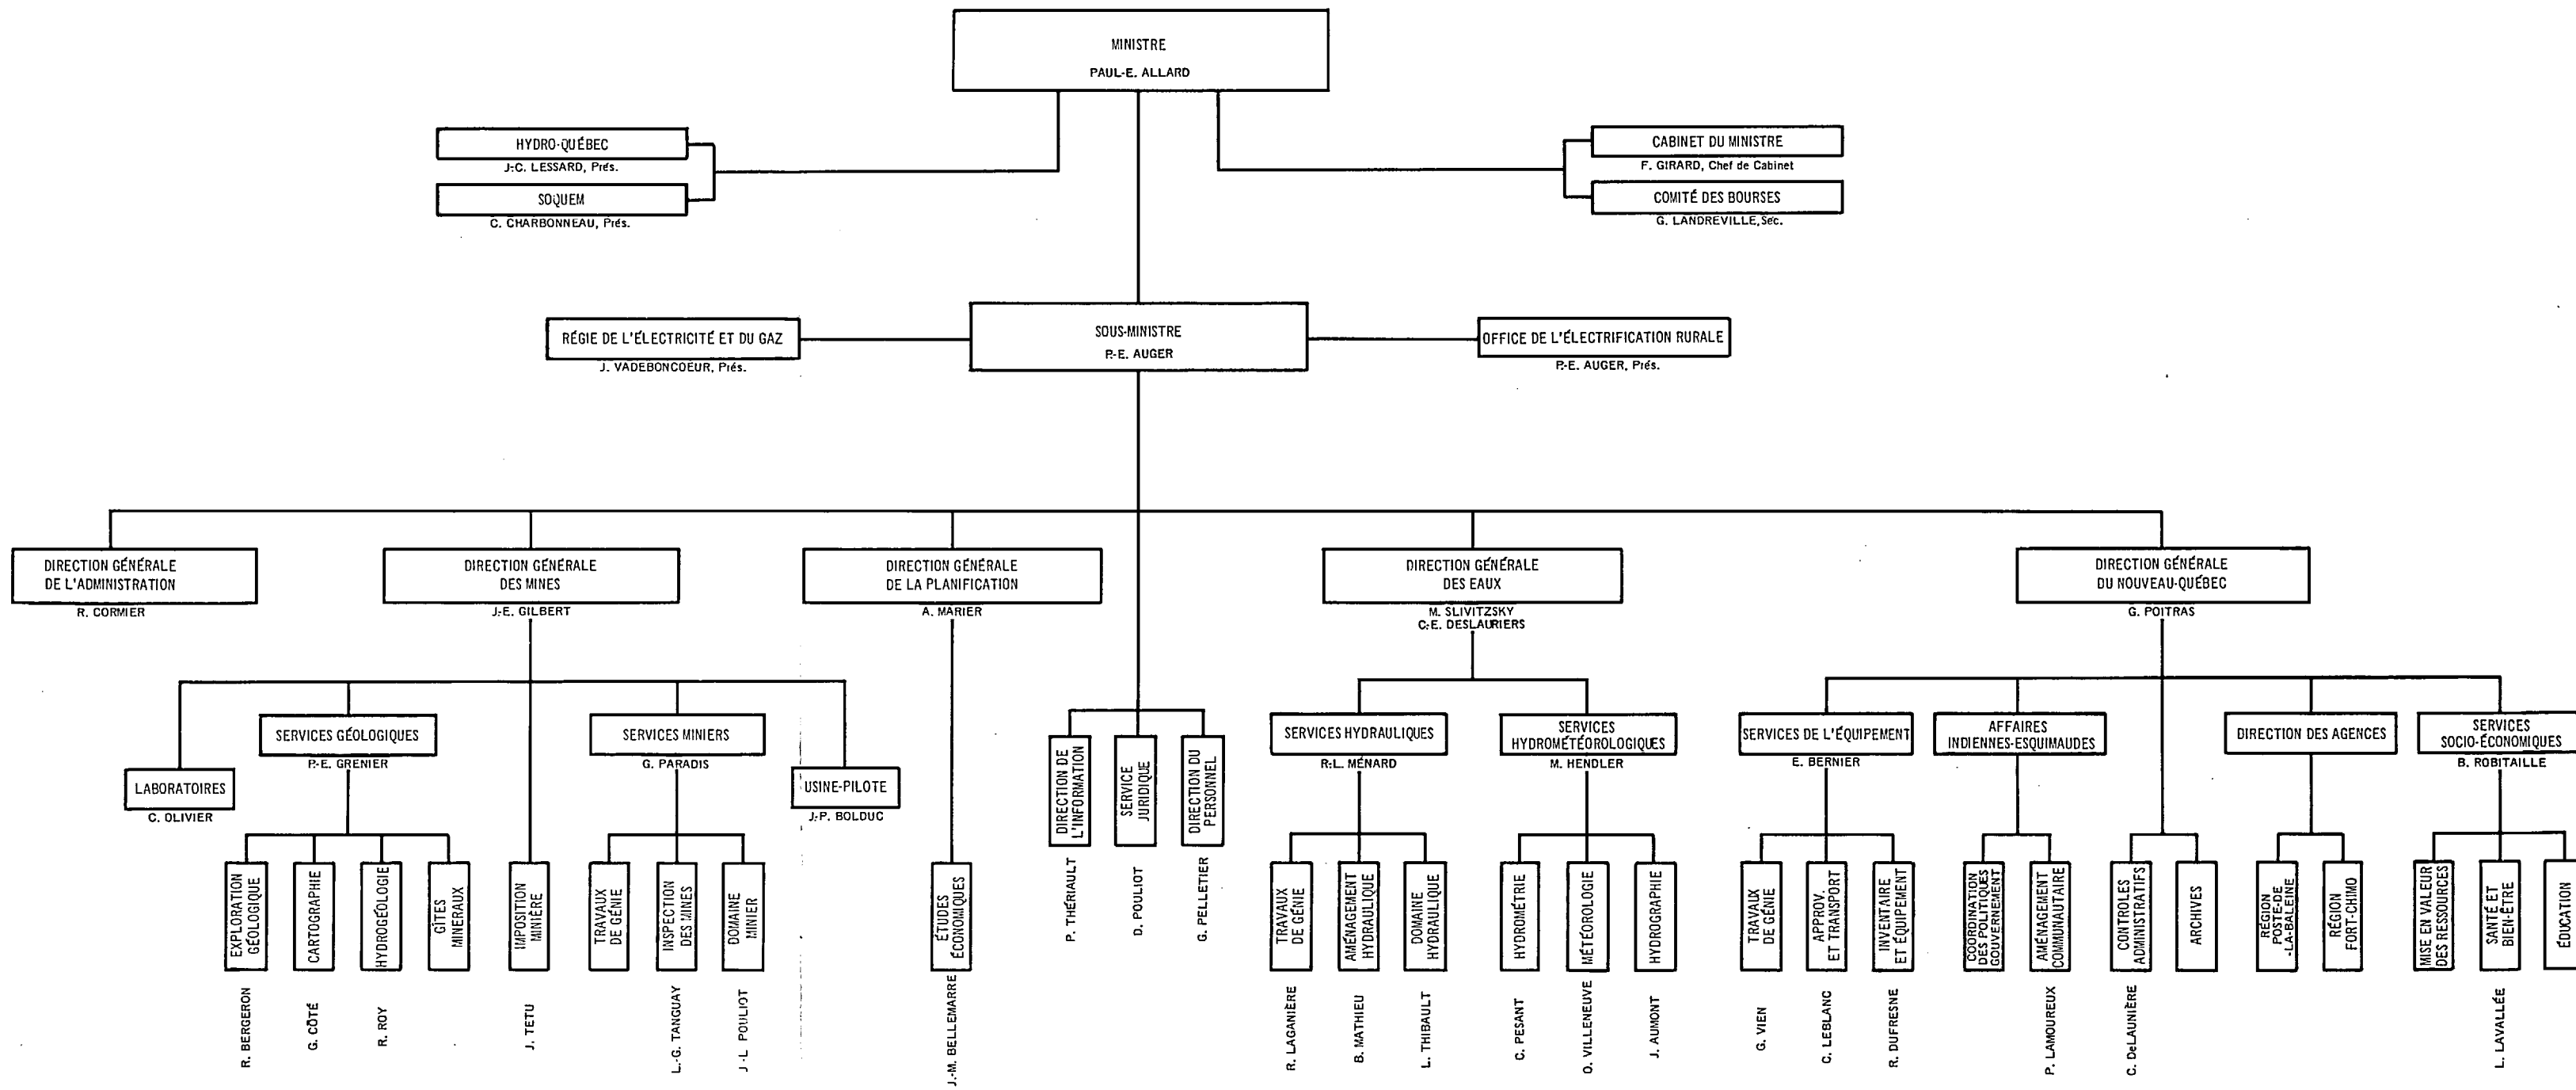 MINISTRE
PAUL-E. ALLARD
HYDRO-QUÉBEC
J.-C. LESSARD, Prés.
SOQUEM
C. CHARBONNEAU, Prés.
CABINET DU MINISTRE
F. GIRARD, Chef de Cabinet
COMITÉ DES BOURSES
G. LANDREVILLE, Sec.
RÉGIE DE L'ÉLECTRICITÉ ET DU GAZ
J. VADEBONCOEUR, Prés.
SOUS-MINISTRE
P.-E. AUGER
OFFICE DE L'ÉLECTRIFICATION RURALE
P.-E. AUGER, Prés.
DIRECTION GÉNÉRALE
DE L'ADMINISTRATION
R. CORMIER
DIRECTION GÉNÉRALE
DES MINES
J.-E. GILBERT
DIRECTION GÉNÉRALE
DE LA PLANIFICATION
A. MARIER
DIRECTION GÉNÉRALE
DES EAUX
M. SLIVITZSKY
C.-E. DESLAURIERS
DIRECTION GÉNÉRALE
DU NOUVEAU-QUÉBEC
G. POITRAS
LABORATOIRES
C. OLIVIER
SERVICES GÉOLOGIQUES
P.-E. GRENIER
SERVICES MINIERS
G. PARADIS
USINE-PILOTE
J.-P. BOLDUC
DIRECTION DE
L'INFORMATION
P. THÉRIAULT
SERVICE
JURIDIQUE
D. POULIOT
DIRECTION DU
PERSONNEL
G. PELLETIER
SERVICES HYDRAULIQUES
R.-L. MÉNARD
SERVICES
HYDROMÉTÉOROLOGIQUES
M. HENDLER
SERVICES DE L'ÉQUIPEMENT
E. BERNIER
AFFAIRES
INDIENNES-ESQUIMAUDES
DIRECTION DES AGENCES
SERVICES
SOCIO-ÉCONOMIQUES
B. ROBITAILLE
EXPLORATION
GÉOLOGIQUE
R. BERGERON
CARTOGRAPHIE
G. CÔTÉ
HYDROGÉOLOGIE
R. ROY
GÎTES
MINERAUX
IMPOSITION
MINIÈRE
J. TETU
TRAVAUX
DE GÉNIE
INSPECTION
DES MINES
L.-G. TANGUAY
DOMAINE
MINIER
J.-L. POULIOT
ÉTUDES
ÉCONOMIQUES
J.-M. BELLEMARRE
TRAVAUX
DE GÉNIE
R. LAGANIÈRE
AMÉNAGEMENT
HYDRAULIQUE
B. MATHIEU
DOMAINE
HYDRAULIQUE
L. THIBAULT
HYDROMÉTRIE
C. PESANT
MÉTÉOROLOGIE
O. VILLENEUVE
HYDROGRAPHIE
J. AUMONT
TRAVAUX
DE GÉNIE
G. VIEN
APPROV.
ET TRANSPORT
C. LEBLANC
INVENTAIRE
ET ÉQUIPEMENT
R. DUFRESNE
COORDINATION
DES POLITIQUES
GOUVERNEMENT
AMÉNAGEMENT
COMMUNAUTAIRE
P. LAMOUREUX
CONTROLES
ADMINISTRATIFS
C. DeLAUNIÈRE
ARCHIVES
RÉGION
POSTE-DE
-LA-BALEINE
RÉGION
FORT-CHIMO
MISE EN VALEUR
DES RESSOURCES
SANTÉ ET
BIEN-ÊTRE
L. LAVALLÉE
ÉDUCATION